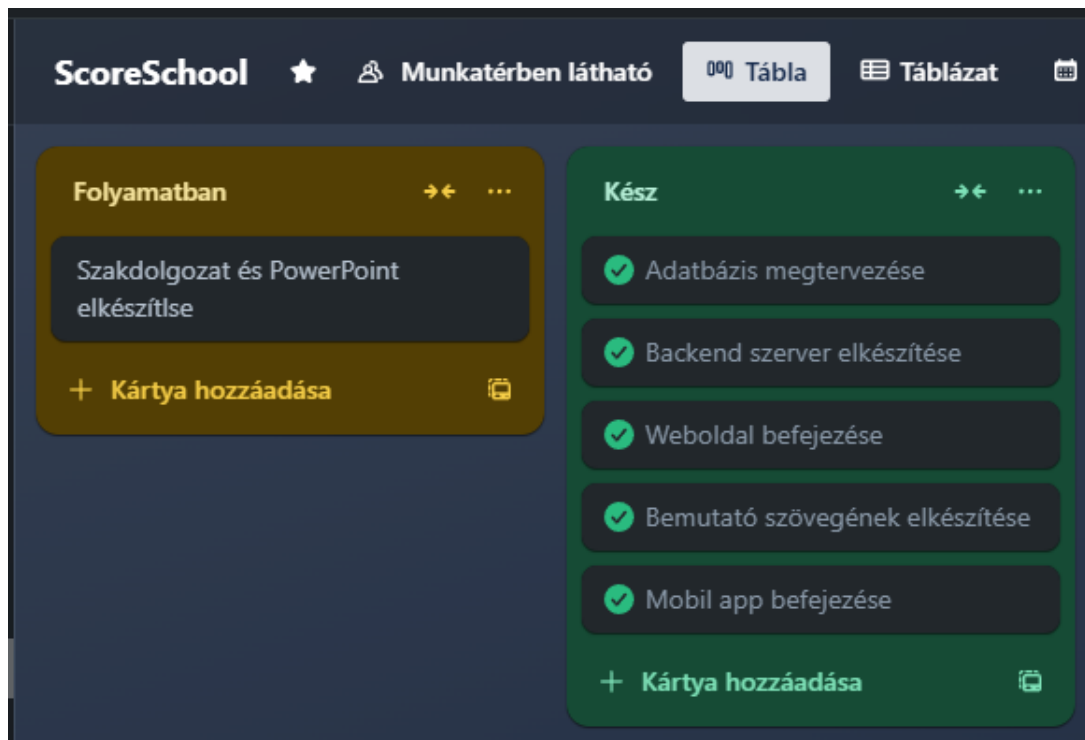 ScoreSchool Munkatérben látható Tábla Táblázat
Folyamatban
Szakdolgozat és PowerPoint
elkészítlse
Kártya hozzáadása
Kész
Adatbázis megtervezése
Backend szerver elkészítése
Weboldal befejezése
Bemutató szövegének elkészítése
Mobil app befejezése
Kártya hozzáadása